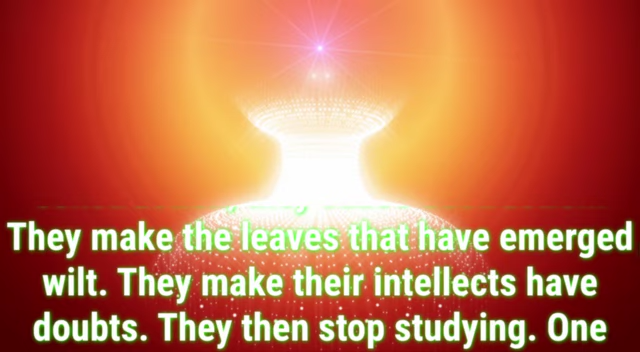 They make the leaves that have emerged
wilt. They make their intellects have
doubts. They then stop studying. One